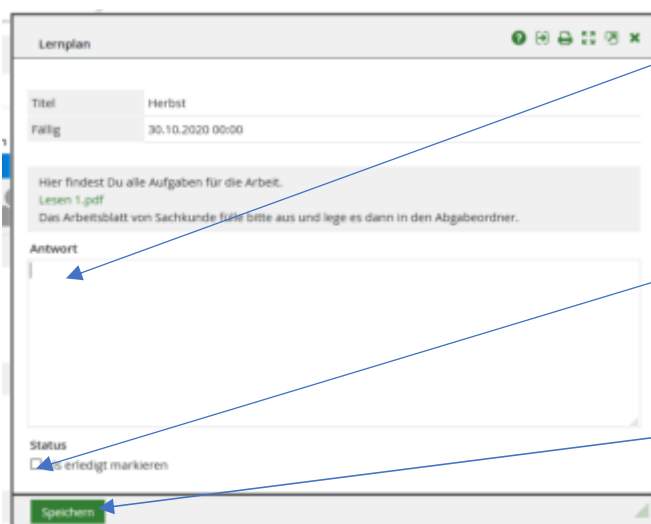 Lernplan
Titel Herbst
Fällig 30.10.2020 00:00
Hier findest Du alle Aufgaben für die Arbeit.
Lesen 1.pdf
Das Arbeitsblatt von Sachkunde fülle bitte aus und lege es dann in den Abgabeordner.
Antwort
Status
erledigt markieren
Speichern